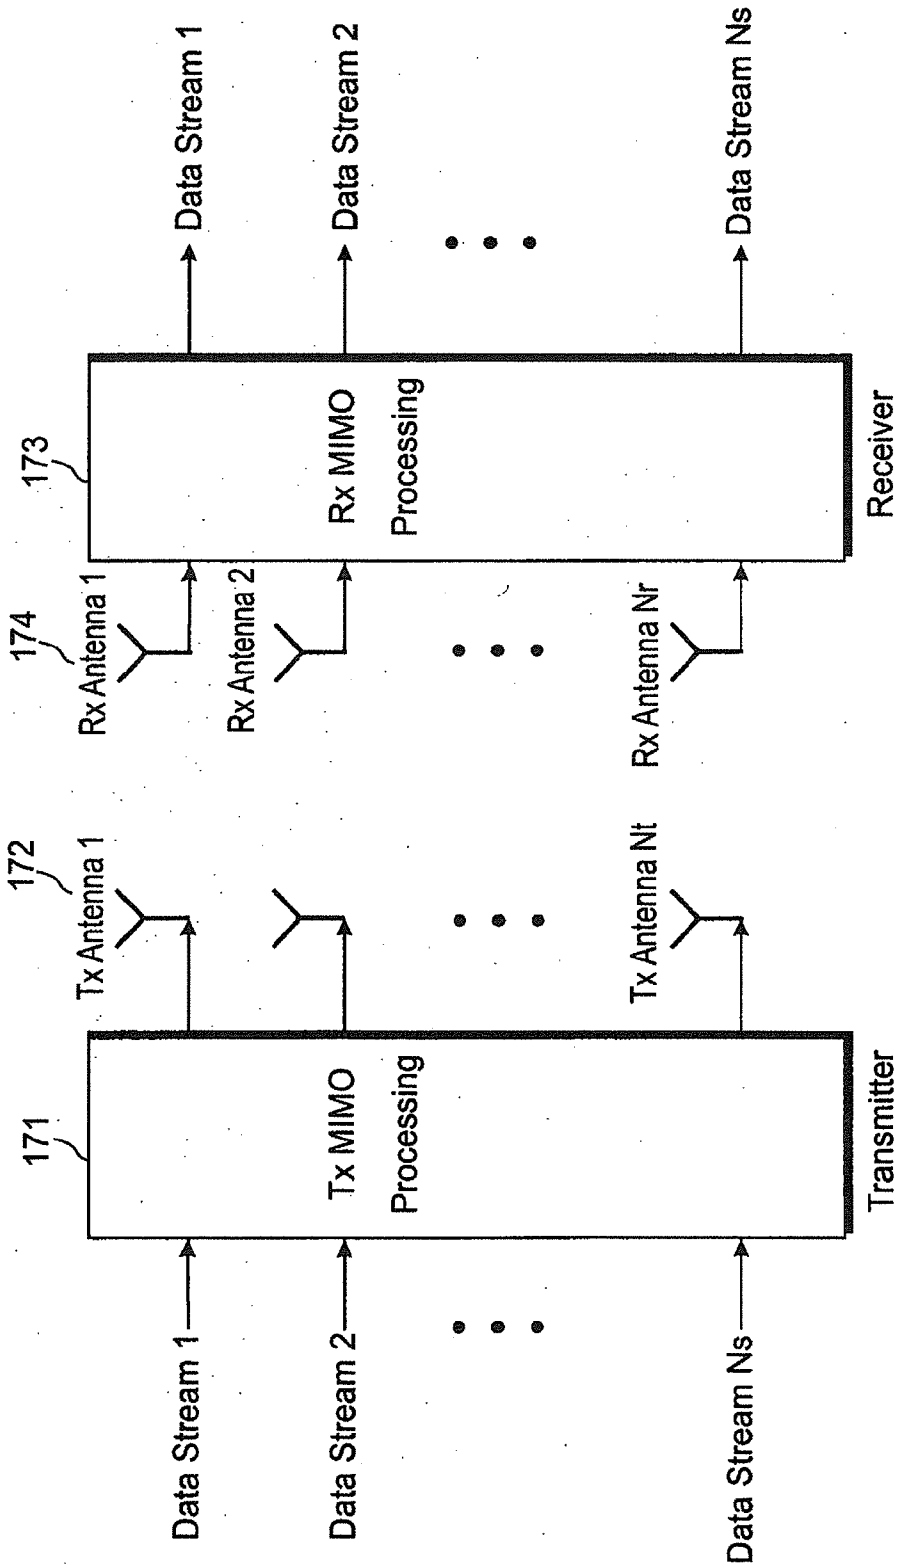 171
172
174
173
Data Stream 1
Tx Antenna 1
Rx Antenna 1
Data Stream 1
Data Stream 2
Tx MIMO
Processing
Rx Antenna 2
Rx MIMO
Processing
Data Stream 2
Data Stream Ns
Tx Antenna Nt
Rx Antenna Nr
Data Stream Ns
Transmitter
Receiver